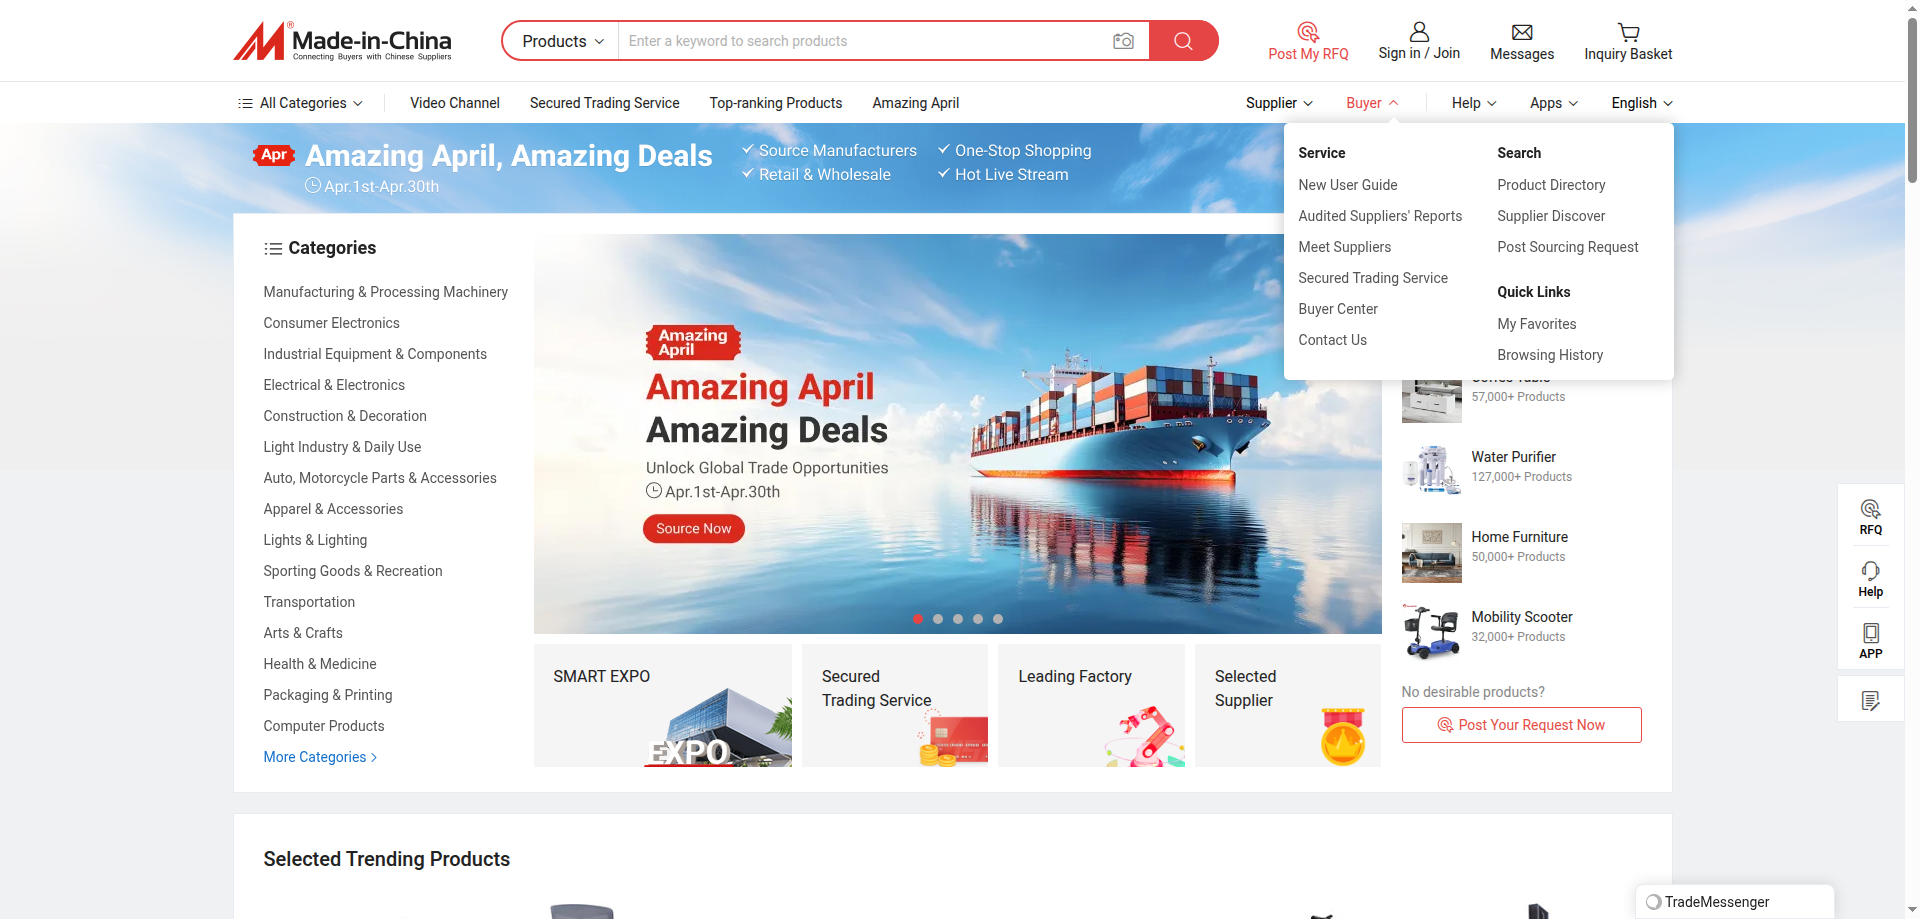 Made-in-China
Connecting Buyers with Chinese Suppliers
Products
Enter a keyword to search products
Post My RFQ
Sign in / Join
Messages
Inquiry Basket
All Categories
Video Channel
Secured Trading Service
Top-ranking Products
Amazing April
Supplier
Buyer
Help
Apps
English
Apr
Amazing April, Amazing Deals
Apr.1st-Apr.30th
Source Manufacturers
One-Stop Shopping
Retail & Wholesale
Hot Live Stream
Service
New User Guide
Audited Suppliers' Reports
Meet Suppliers
Secured Trading Service
Buyer Center
Contact Us
Search
Product Directory
Supplier Discover
Post Sourcing Request
Quick Links
My Favorites
Browsing History
Categories
Manufacturing & Processing Machinery
Consumer Electronics
Industrial Equipment & Components
Electrical & Electronics
Construction & Decoration
Light Industry & Daily Use
Auto, Motorcycle Parts & Accessories
Apparel & Accessories
Lights & Lighting
Sporting Goods & Recreation
Transportation
Arts & Crafts
Health & Medicine
Packaging & Printing
Computer Products
More Categories
Amazing
April
Amazing April
Amazing Deals
Unlock Global Trade Opportunities
Apr.1st-Apr.30th
Source Now
57,000+ Products
Water Purifier
127,000+ Products
Home Furniture
50,000+ Products
Mobility Scooter
32,000+ Products
No desirable products?
Post Your Request Now
SMART EXPO
EXPO
Secured
Trading Service
Leading Factory
Selected
Supplier
RFQ
Help
APP
Selected Trending Products
TradeMessenger